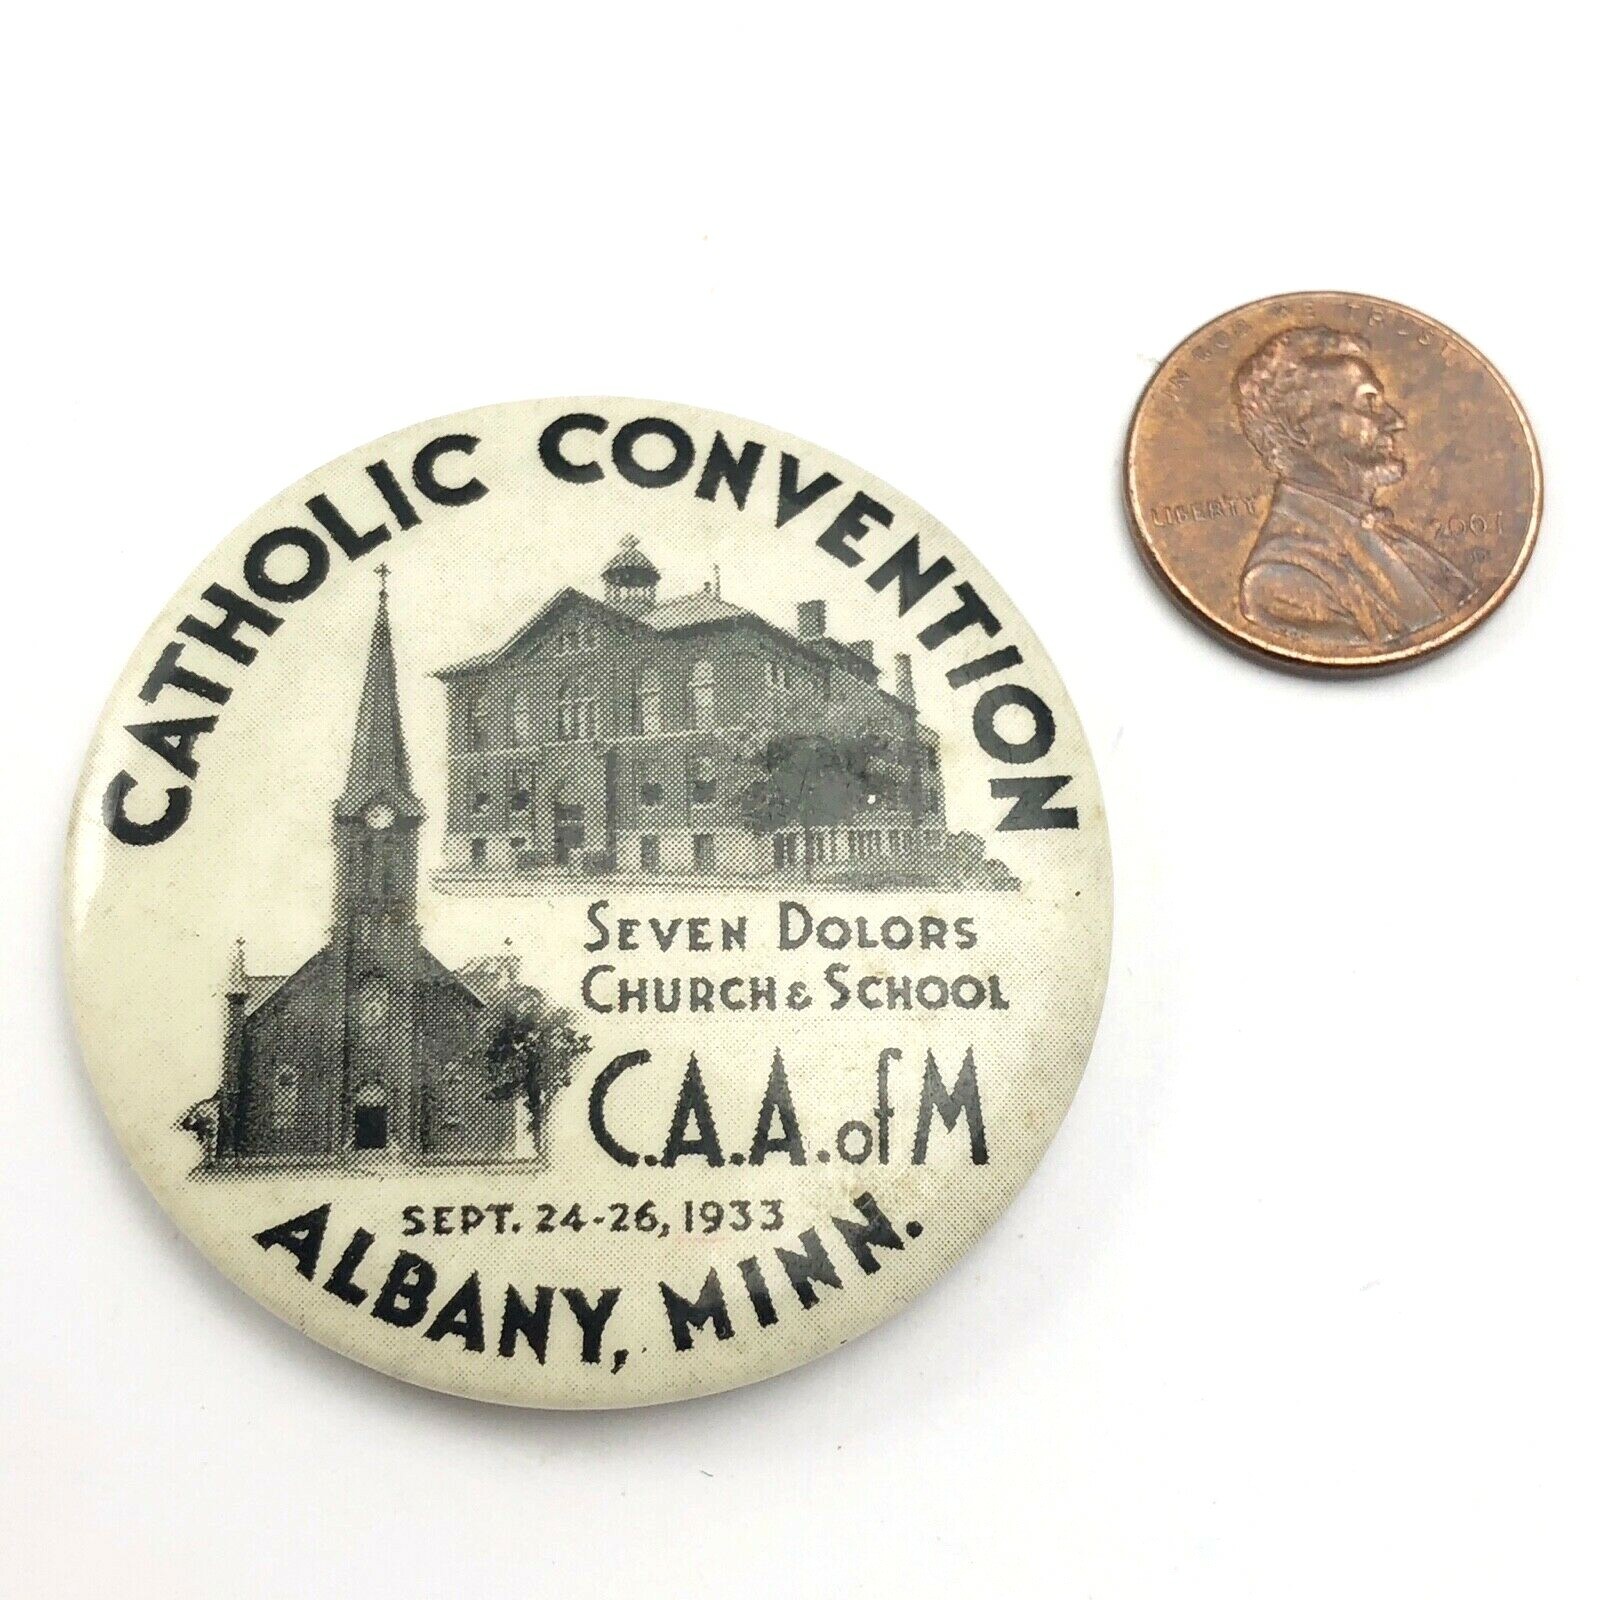 CATHOLIC CONVENTION
SEVEN DOLORS
CHURCH & SCHOOL
C.A.A. of M
SEPT. 24-26, 1933
ALBANY, MINN.
IN GOD WE TRUST
LIBERTY
2007